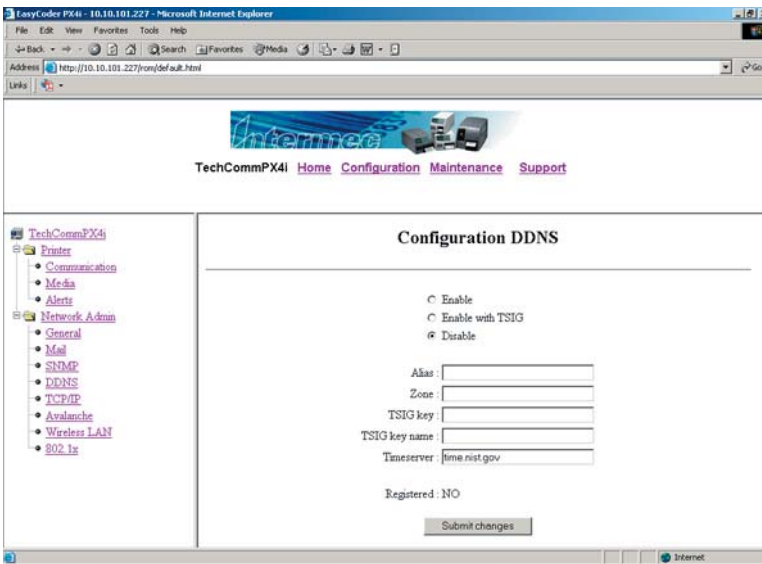 EasyCoder PX4i - 10.10.101.227 - Microsoft Internet Explorer
File Edit View Favorites Tools Help
Back Search Favorites Media
Address http://10.10.101.227/rom/default.html Go
Links
Intermec
TechCommPX4i Home Configuration Maintenance Support
TechCommPX4i
Printer
Communication
Media
Alerts
Network Admin
General
Mail
SNMP
DDNS
TCP/IP
Avalanche
Wireless LAN
802.1x
Configuration DDNS
Enable
Enable with TSIG
Disable
Alias :
Zone :
TSIG key :
TSIG key name :
Timeserver : time.nist.gov
Registered : NO
Submit changes
Internet